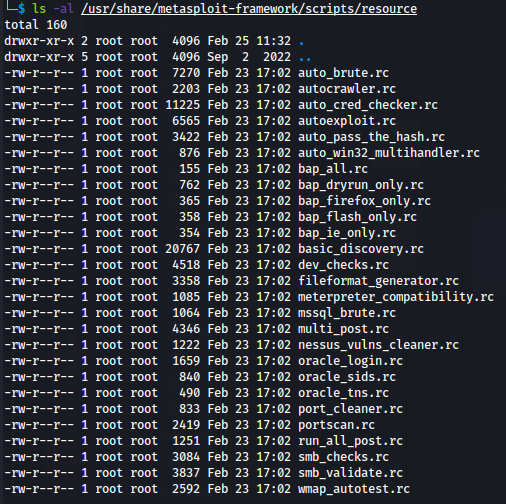 └─$ ls -al /usr/share/metasploit-framework/scripts/resource
total 160
drwxr-xr-x 2 root root  4096 Feb 25 11:32 .
drwxr-xr-x 5 root root  4096 Sep  2  2022 ..
-rw-r--r-- 1 root root  7270 Feb 23 17:02 auto_brute.rc
-rw-r--r-- 1 root root  2203 Feb 23 17:02 autocrawler.rc
-rw-r--r-- 1 root root 11225 Feb 23 17:02 auto_cred_checker.rc
-rw-r--r-- 1 root root  6565 Feb 23 17:02 autoexploit.rc
-rw-r--r-- 1 root root  3422 Feb 23 17:02 auto_pass_the_hash.rc
-rw-r--r-- 1 root root   876 Feb 23 17:02 auto_win32_multihandler.rc
-rw-r--r-- 1 root root   155 Feb 23 17:02 bap_all.rc
-rw-r--r-- 1 root root   762 Feb 23 17:02 bap_dryrun_only.rc
-rw-r--r-- 1 root root   365 Feb 23 17:02 bap_firefox_only.rc
-rw-r--r-- 1 root root   358 Feb 23 17:02 bap_flash_only.rc
-rw-r--r-- 1 root root   354 Feb 23 17:02 bap_ie_only.rc
-rw-r--r-- 1 root root 20767 Feb 23 17:02 basic_discovery.rc
-rw-r--r-- 1 root root  4518 Feb 23 17:02 dev_checks.rc
-rw-r--r-- 1 root root  3358 Feb 23 17:02 fileformat_generator.rc
-rw-r--r-- 1 root root  1085 Feb 23 17:02 meterpreter_compatibility.rc
-rw-r--r-- 1 root root  1064 Feb 23 17:02 mssql_brute.rc
-rw-r--r-- 1 root root  4346 Feb 23 17:02 multi_post.rc
-rw-r--r-- 1 root root  1222 Feb 23 17:02 nessus_vulns_cleaner.rc
-rw-r--r-- 1 root root  1659 Feb 23 17:02 oracle_login.rc
-rw-r--r-- 1 root root   840 Feb 23 17:02 oracle_sids.rc
-rw-r--r-- 1 root root   490 Feb 23 17:02 oracle_tns.rc
-rw-r--r-- 1 root root   833 Feb 23 17:02 port_cleaner.rc
-rw-r--r-- 1 root root  2419 Feb 23 17:02 portscan.rc
-rw-r--r-- 1 root root  1251 Feb 23 17:02 run_all_post.rc
-rw-r--r-- 1 root root  3084 Feb 23 17:02 smb_checks.rc
-rw-r--r-- 1 root root  3837 Feb 23 17:02 smb_validate.rc
-rw-r--r-- 1 root root  2592 Feb 23 17:02 wmap_autotest.rc